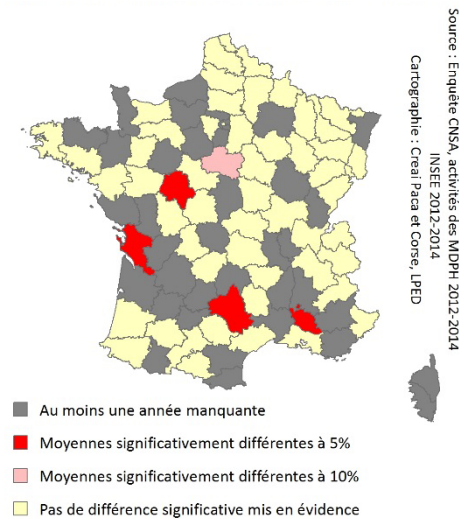 Source : Enquête CNSA, activités des MDPH 2012-2014
INSEE 2012-2014
Cartographie : Creai Paca et Corse, LPED
Au moins une année manquante
Moyennes significativement différentes à 5%
Moyennes significativement différentes à 10%
Pas de différence significative mis en évidence